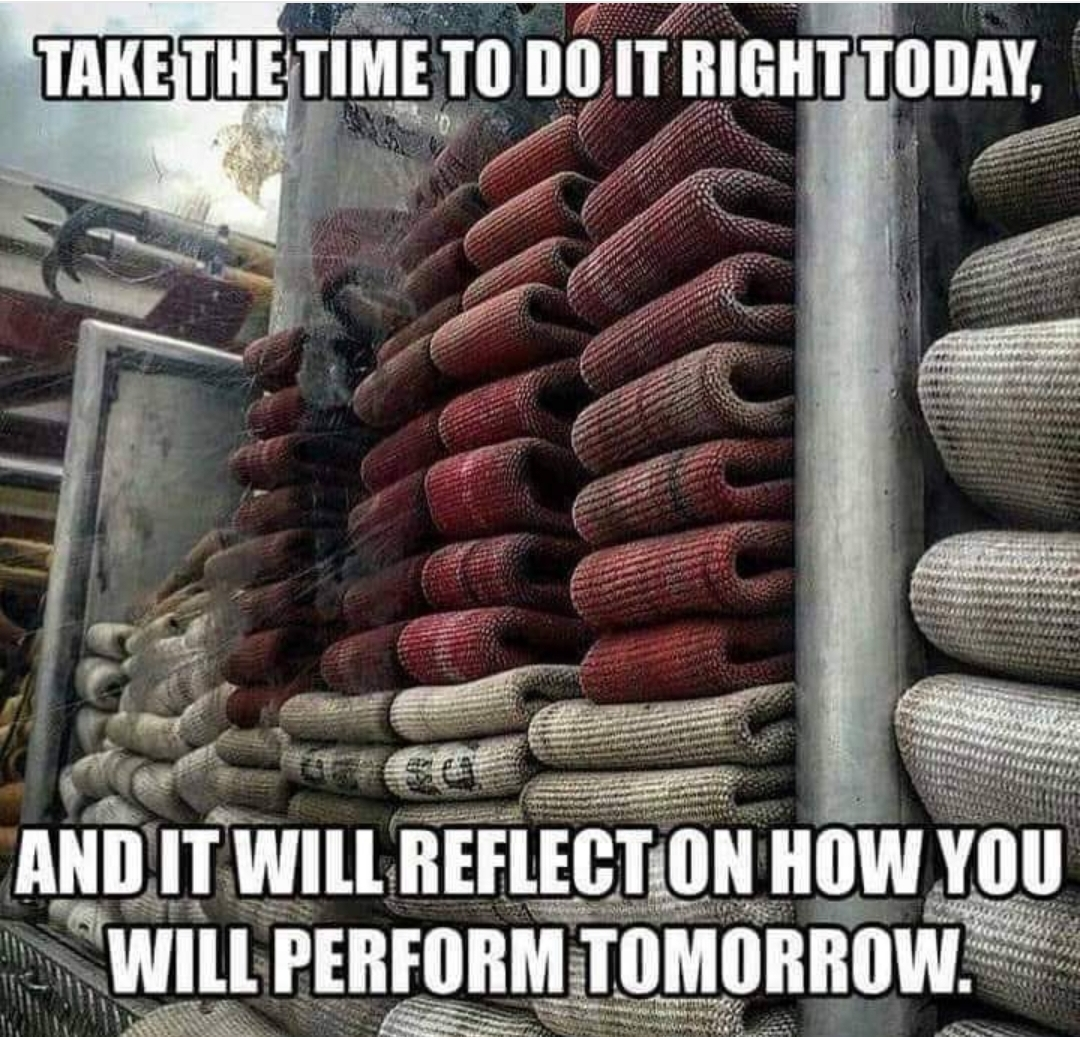 TAKE THE TIME TO DO IT RIGHT TODAY,
AND IT WILL REFLECT ON HOW YOU
WILL PERFORM TOMORROW.